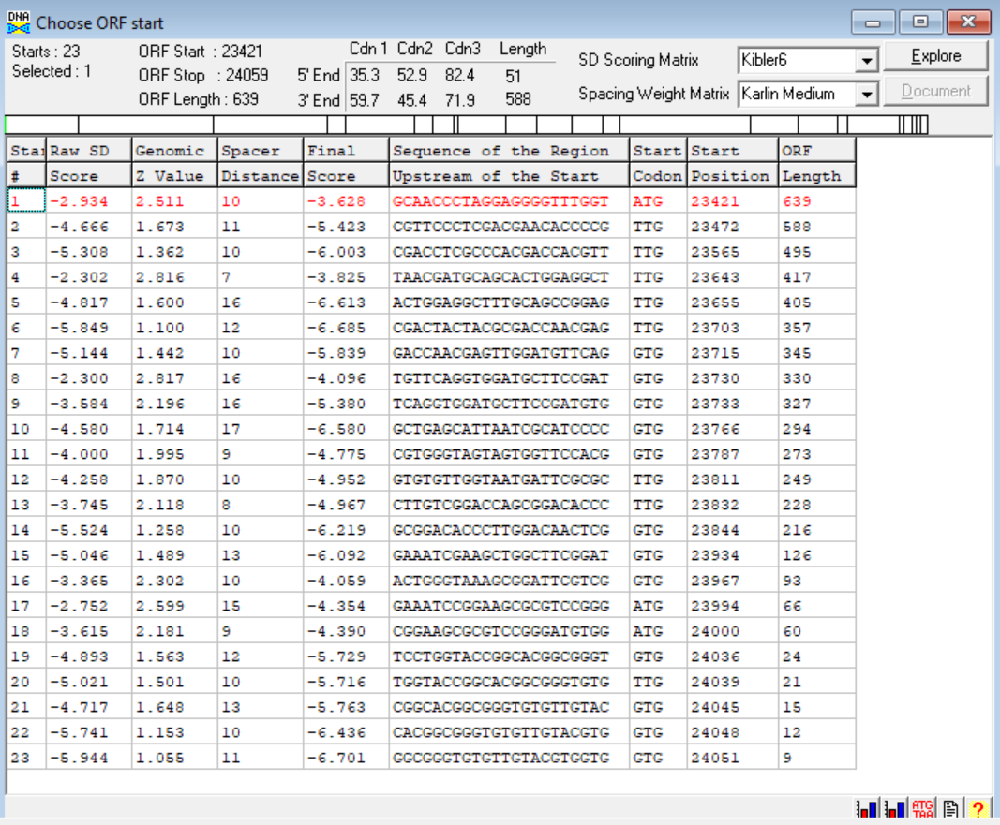 DNA Choose ORF start
Starts : 23 ORF Start : 23421 Cdn 1 Cdn2 Cdn3 Length SD Scoring Matrix Kibler6 Explore
Selected : 1 ORF Stop : 24059 5' End 35.3 52.9 82.4 51
ORF Length : 639 3' End 59.7 45.4 71.9 588 Spacing Weight Matrix Karlin Medium Document
Star Raw SD Genomic Spacer Final Sequence of the Region Start Start ORF
# Score Z Value Distance Score Upstream of the Start Codon Position Length
1 -2.934 2.511 10 -3.628 GCAACCCTAGGAGGGGTTTGGT ATG 23421 639
2 -4.666 1.673 11 -5.423 CGTTCCCTCGACGAACACCCCG TTG 23472 588
3 -5.308 1.362 10 -6.003 CGACCTCGCCCACGACCACGTT TTG 23565 495
4 -2.302 2.816 7 -3.825 TAACGATGCAGCACTGGAGGCT TTG 23643 417
5 -4.817 1.600 16 -6.613 ACTGGAGGCTTTGCAGCCGGAG TTG 23655 405
6 -5.849 1.100 12 -6.685 CGACTACTACGCGACCAACGAG TTG 23703 357
7 -5.144 1.442 10 -5.839 GACCAACGAGTTGGATGTTCAG GTG 23715 345
8 -2.300 2.817 16 -4.096 TGTTCAGGTGGATGCTTCCGAT GTG 23730 330
9 -3.584 2.196 16 -5.380 TCAGGTGGATGCTTCCGATGTG GTG 23733 327
10 -4.580 1.714 17 -6.580 GCTGAGCATTAATCGCATCCCC GTG 23766 294
11 -4.000 1.995 9 -4.775 CGTGGGTAGTAGTGGTTCCACG GTG 23787 273
12 -4.258 1.870 10 -4.952 GTGTGTTGGTAATGATTCGCGC TTG 23811 249
13 -3.745 2.118 8 -4.967 CTTGTCGGACCAGCGGACACCC TTG 23832 228
14 -5.524 1.258 10 -6.219 GCGGACACCCTTGGACAACTCG GTG 23844 216
15 -5.046 1.489 13 -6.092 GAAATCGAAGCTGGCTTCGGAT GTG 23934 126
16 -3.365 2.302 10 -4.059 ACTGGGTAAAGCGGATTCGTCG GTG 23967 93
17 -2.752 2.599 15 -4.354 GAAATCCGGAAGCGCGTCCGGG ATG 23994 66
18 -3.615 2.181 9 -4.390 CGGAAGCGCGTCCGGGATGTGG ATG 24000 60
19 -4.893 1.563 12 -5.729 TCCTGGTACCGGCACGGCGGGT GTG 24036 24
20 -5.021 1.501 10 -5.716 TGGTACCGGCACGGCGGGTGTG TTG 24039 21
21 -4.717 1.648 13 -5.763 CGGCACGGCGGGTGTGTTGTAC GTG 24045 15
22 -5.741 1.153 10 -6.436 CACGGCGGGTGTGTTGTACGTG GTG 24048 12
23 -5.944 1.055 11 -6.701 GGCGGGTGTGTTGTACGTGGTG GTG 24051 9
ATG
TAA ?